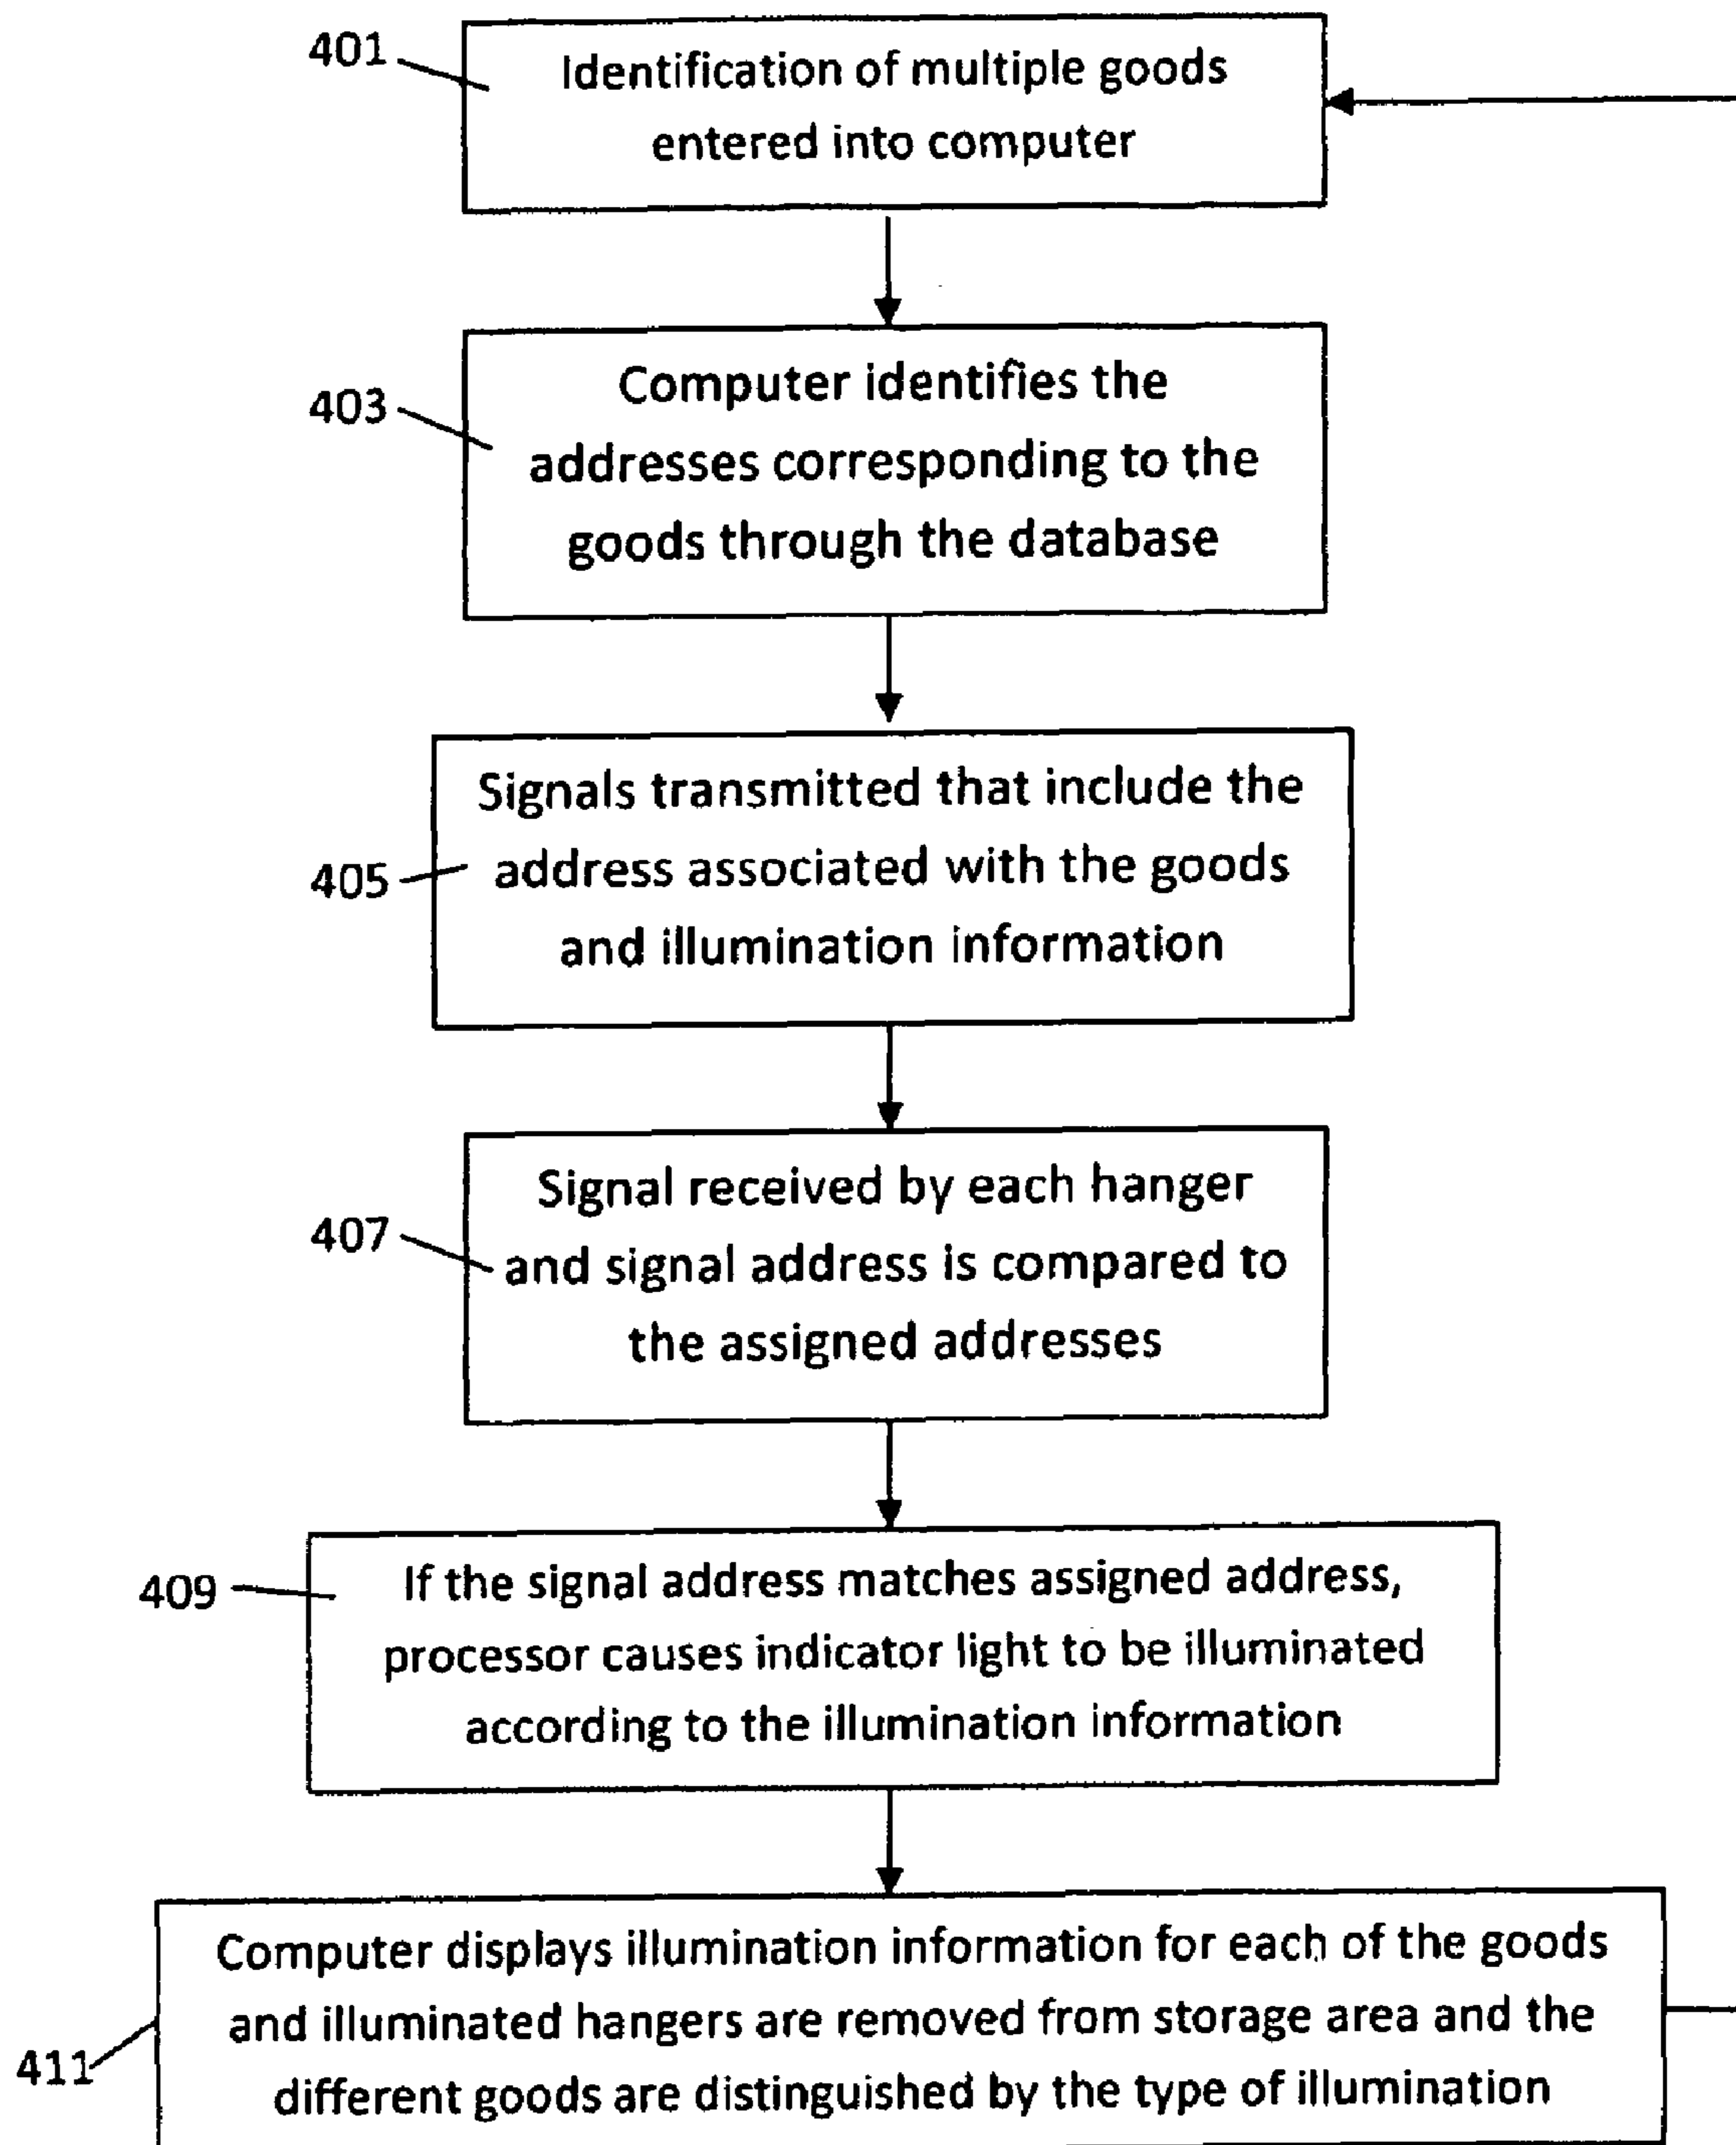 401
Identification of multiple goods
entered into computer
403
Computer identifies the
addresses corresponding to the
goods through the database
405
Signals transmitted that include the
address associated with the goods
and illumination information
407
Signal received by each hanger
and signal address is compared to
the assigned addresses
409
If the signal address matches assigned address,
processor causes indicator light to be illuminated
according to the illumination information
411
Computer displays illumination information for each of the goods
and illuminated hangers are removed from storage area and the
different goods are distinguished by the type of illumination